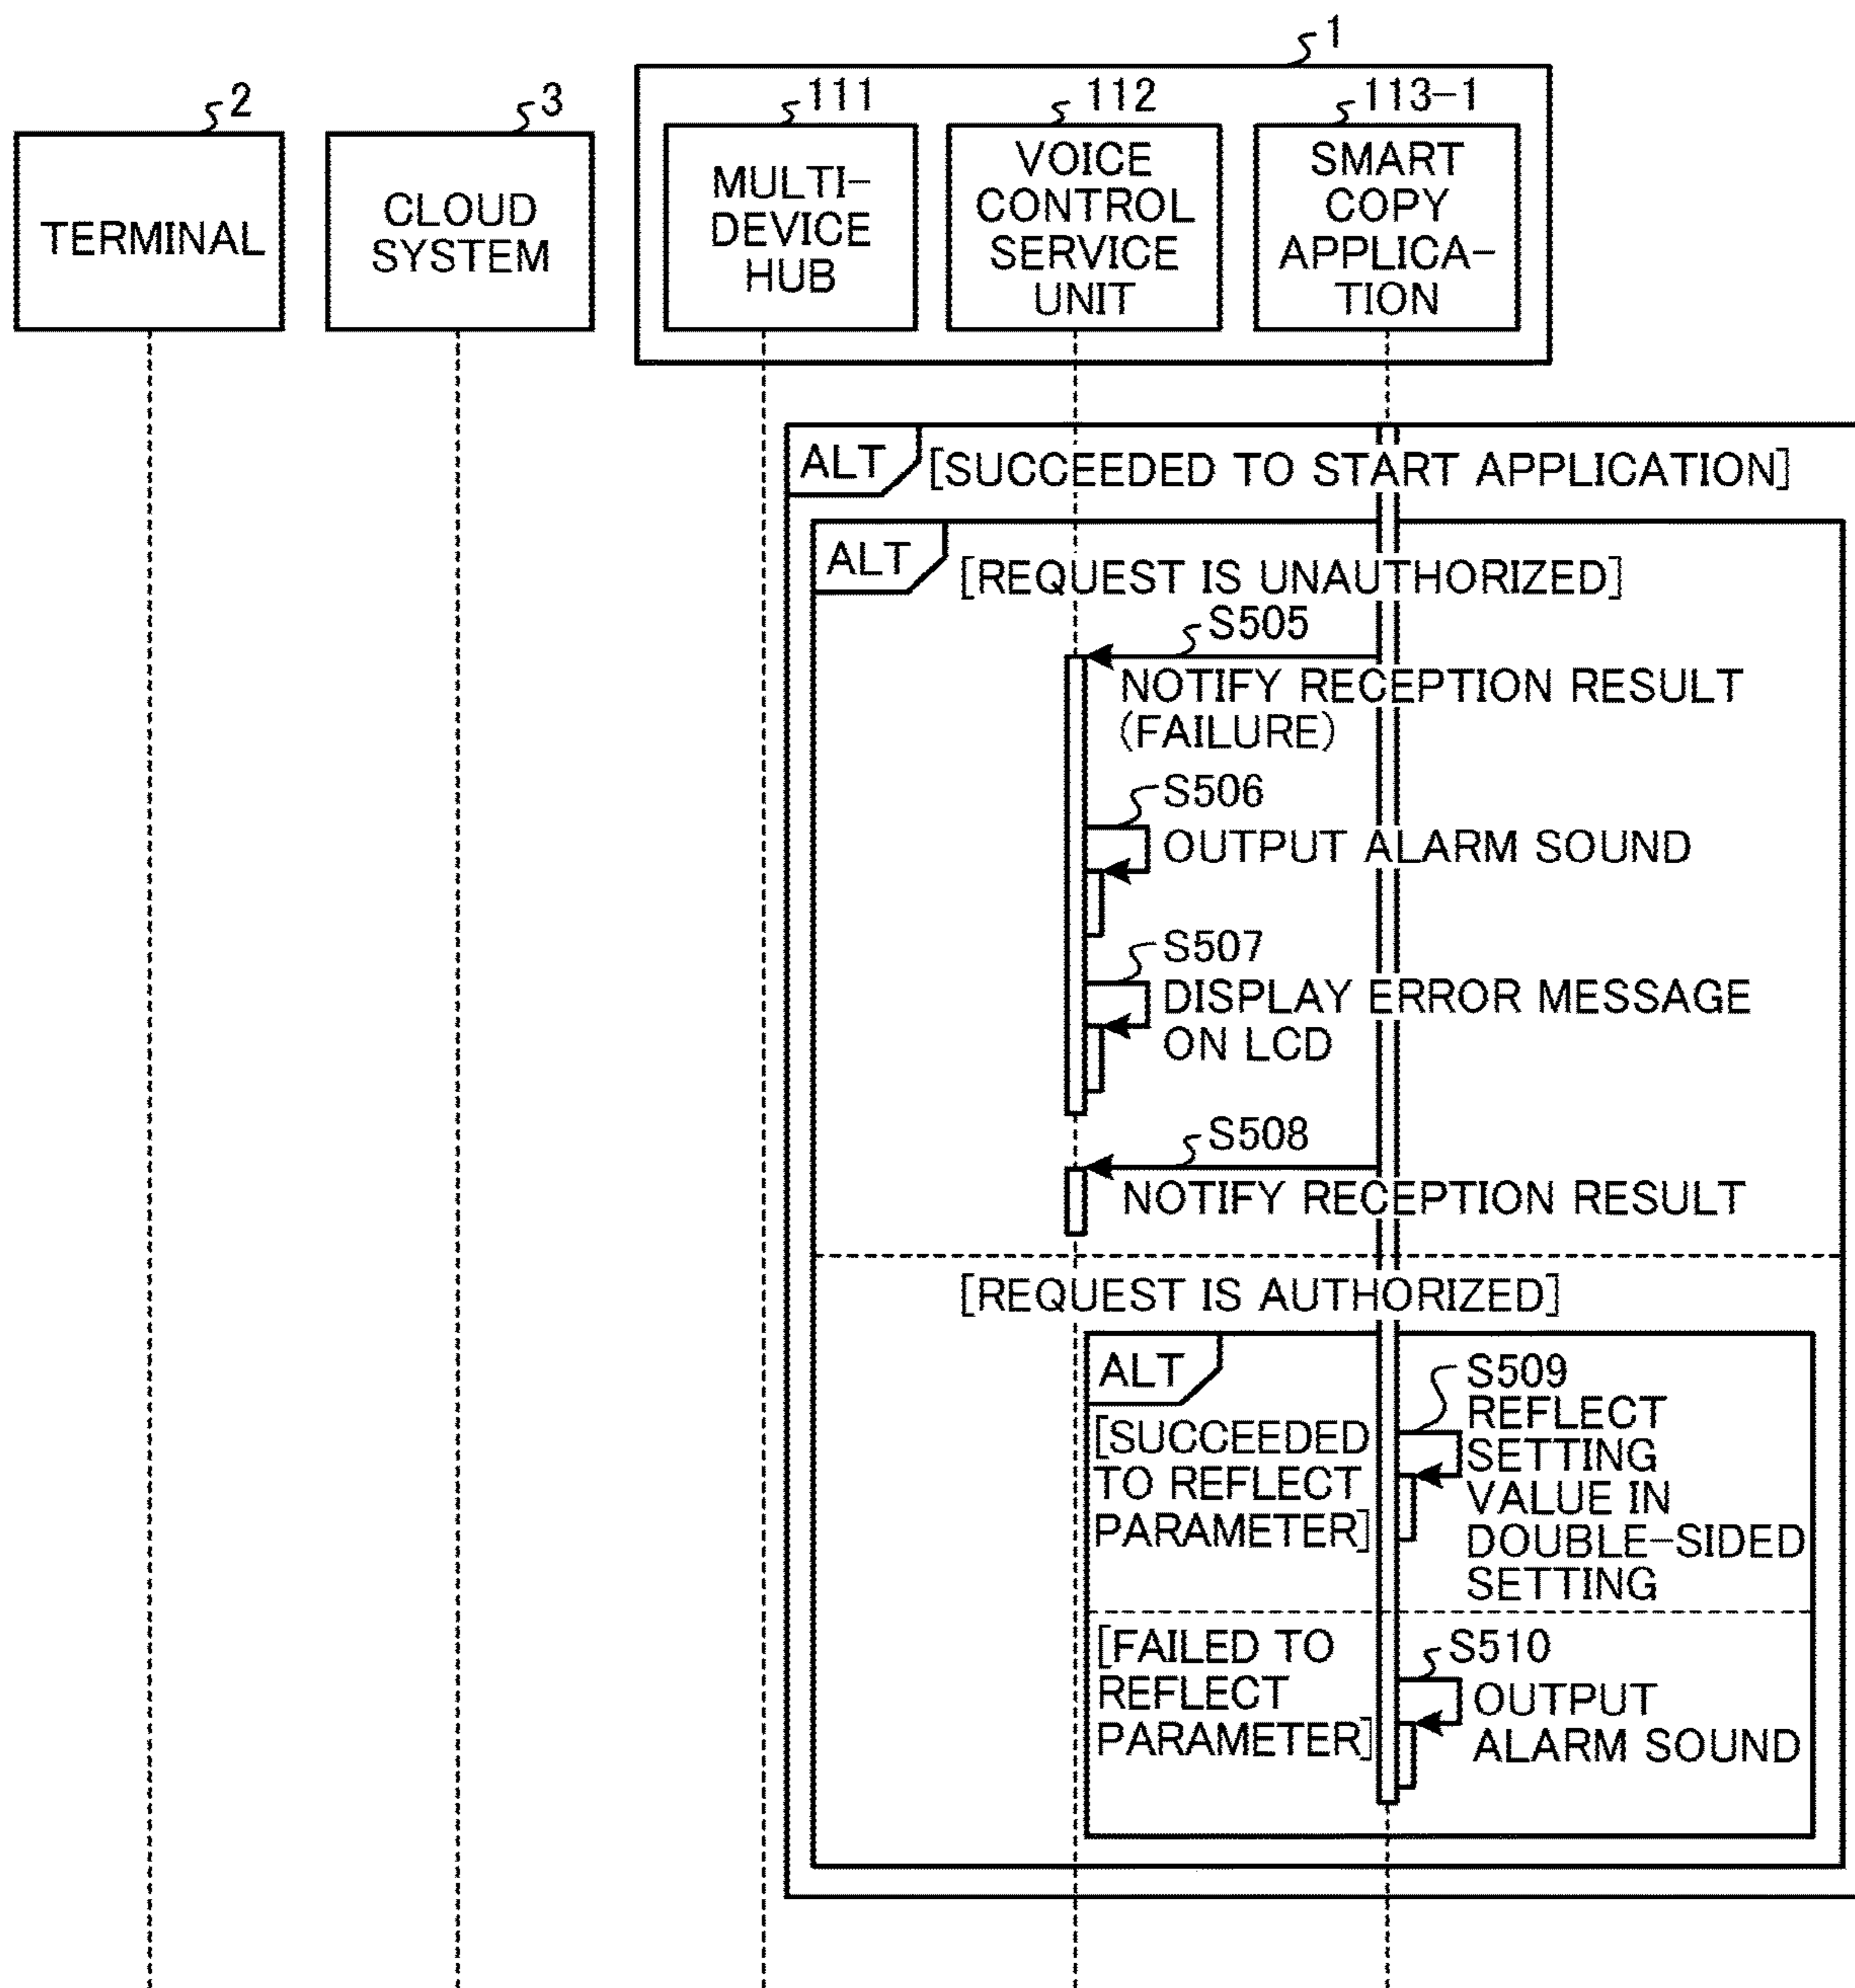 1
2
3
111
112
113-1
TERMINAL
CLOUD
SYSTEM
MULTI-
DEVICE
HUB
VOICE
CONTROL
SERVICE
UNIT
SMART
COPY
APPLICA-
TION
ALT
[SUCCEEDED TO START APPLICATION]
ALT
[REQUEST IS UNAUTHORIZED]
S505
NOTIFY RECEPTION RESULT
(FAILURE)
S506
OUTPUT ALARM SOUND
S507
DISPLAY ERROR MESSAGE
ON LCD
S508
NOTIFY RECEPTION RESULT
[REQUEST IS AUTHORIZED]
ALT
[SUCCEEDED
TO REFLECT
PARAMETER]
S509
REFLECT
SETTING
VALUE IN
DOUBLE-SIDED
SETTING
[FAILED TO
REFLECT
PARAMETER]
S510
OUTPUT
ALARM SOUND